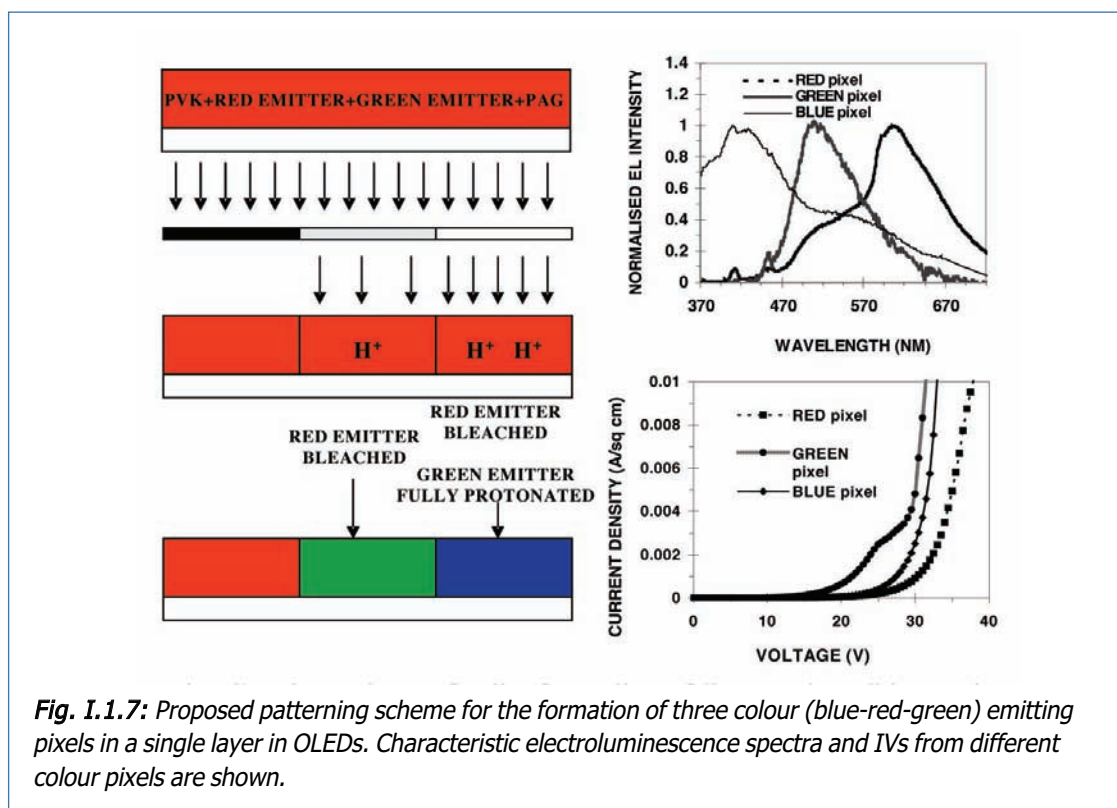 PVK+RED EMITTER+GREEN EMITTER+PAG
H+
H+ H+
RED EMITTER
BLEACHED
RED EMITTER
BLEACHED
GREEN EMITTER
FULLY PROTONATED
NORMALISED EL INTENSITY
1.4
1.2
1
0.8
0.6
0.4
0.2
0
RED pixel
GREEN pixel
BLUE pixel
370 470 570 670
WAVELENGTH (NM)
CURRENT DENSITY (A/sq cm)
0.01
0.008
0.006
0.004
0.002
0
RED pixel
GREEN
pixel
BLUE pixel
0 10 20 30 40
VOLTAGE (V)
Fig. I.1.7: Proposed patterning scheme for the formation of three colour (blue-red-green) emitting
pixels in a single layer in OLEDs. Characteristic electroluminescence spectra and IVs from different
colour pixels are shown.